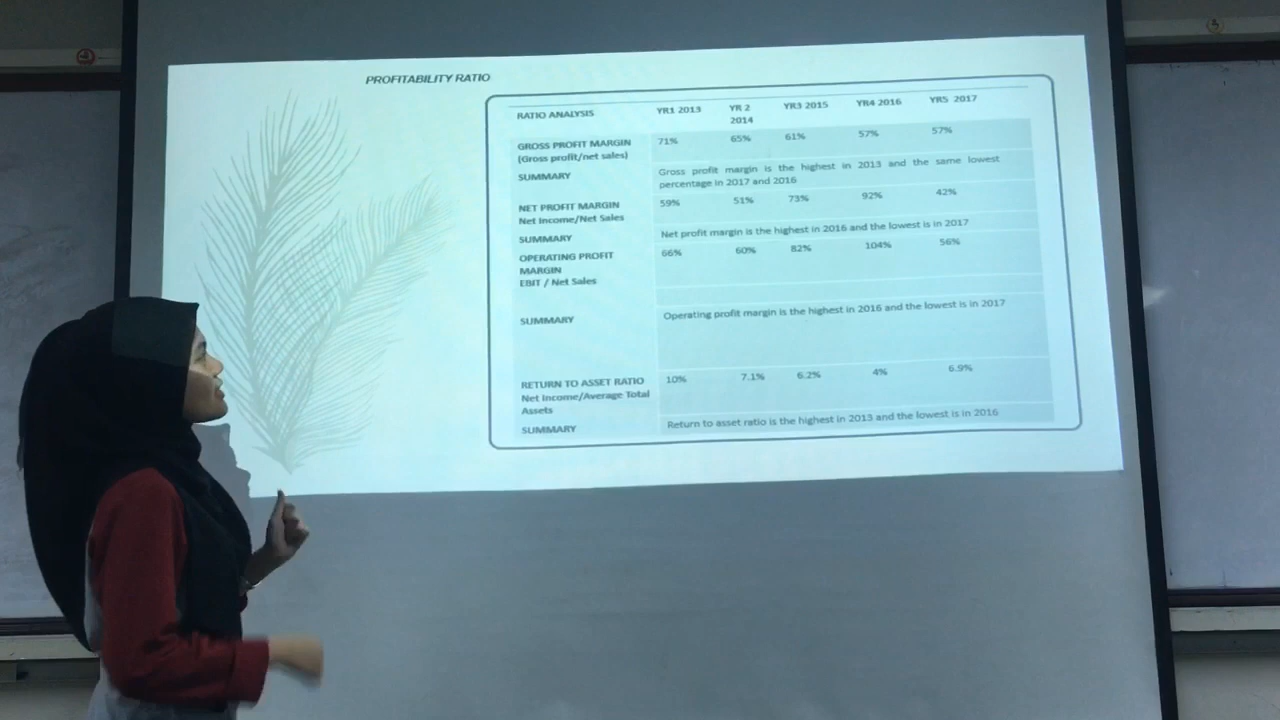 PROFITABILITY RATIO
RATIO ANALYSIS YR1 2013 YR 2 YR3 2015 YR4 2016 YR5 2017
2014
GROSS PROFIT MARGIN 71% 65% 61% 57% 57%
(Gross profit/net sales)
SUMMARY Gross profit margin is the highest in 2013 and the same lowest
percentage in 2017 and 2016
NET PROFIT MARGIN 59% 51% 73% 92% 42%
Net Income/Net Sales
SUMMARY Net profit margin is the highest in 2016 and the lowest is in 2017
OPERATING PROFIT 66% 60% 82% 104% 56%
MARGIN
EBIT / Net Sales
SUMMARY Operating profit margin is the highest in 2016 and the lowest is in 2017
RETURN TO ASSET RATIO 10% 7.1% 6.2% 4% 6.9%
Net Income/Average Total
Assets
SUMMARY Return to asset ratio is the highest in 2013 and the lowest is in 2016